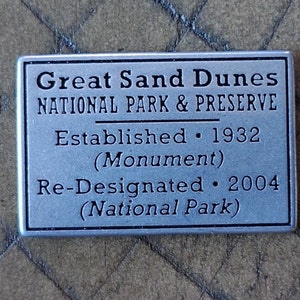 Great Sand Dunes
NATIONAL PARK & PRESERVE
Established • 1932
(Monument)
Re-Designated • 2004
(National Park)